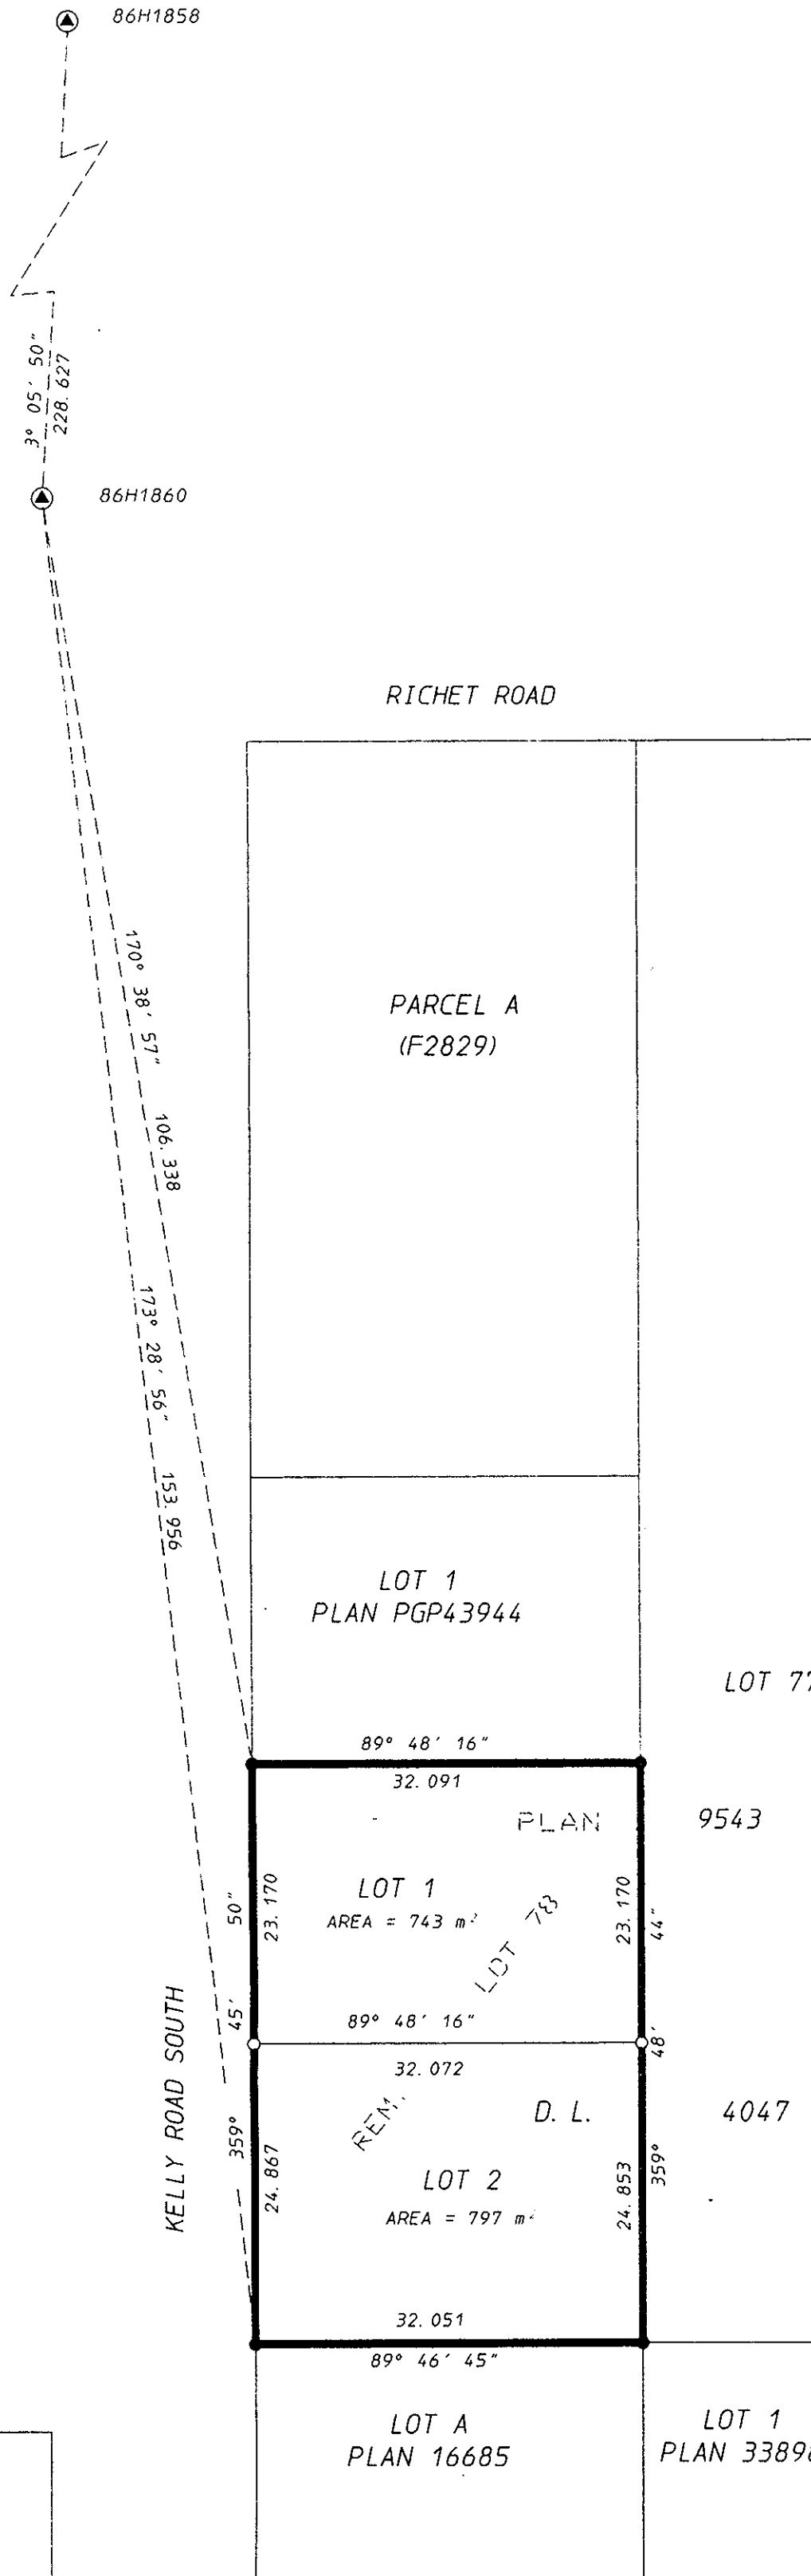 86H1858
3° 05' 50"
228.627
86H1860
RICHET ROAD
170° 38' 57" 106.338
PARCEL A
(F2829)
173° 28' 56" 153.956
LOT 1
PLAN PGP43944
LOT 77
89° 48' 16"
32.091
PLAN
9543
LOT 1
AREA = 743 m²
359° 45' 50"
23.170
23.170
359° 48' 44"
LOT 78
89° 48' 16"
32.072
KELLY ROAD SOUTH
REM.
D. L.
4047
24.867
LOT 2
AREA = 797 m²
24.853
32.051
89° 46' 45"
LOT A
PLAN 16685
LOT 1
PLAN 3389